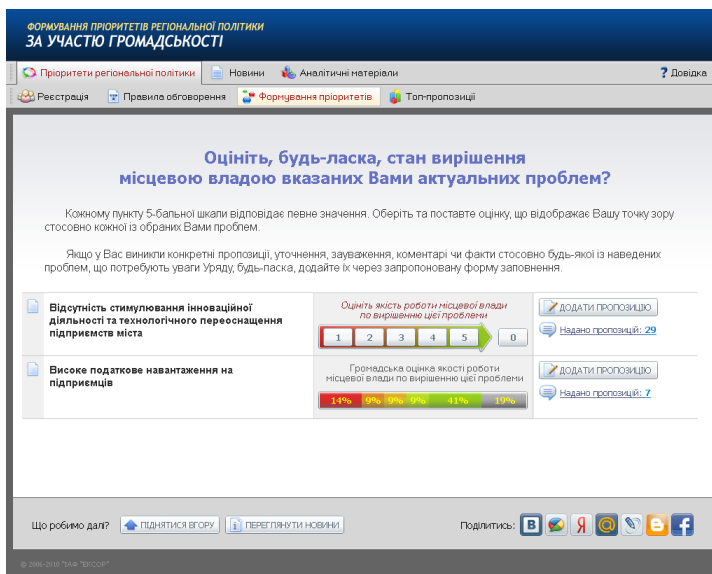 ФОРМУВАННЯ ПРІОРИТЕТІВ РЕГІОНАЛЬНОЇ ПОЛІТИКИ
ЗА УЧАСТЮ ГРОМАДСЬКОСТІ
Пріоритети регіональної політики Новини Аналітичні матеріали ? Довідка
Реєстрація Правила обговорення Формування пріоритетів Топ-пропозиції
Оцініть, будь-ласка, стан вирішення
місцевою владою вказаних Вами актуальних проблем?
Кожному пункту 5-бальної шкали відповідає певне значення. Оберіть та поставте оцінку, що відображає Вашу точку зору
стосовно кожної із обраних Вами проблем.
Якщо у Вас виникли конкретні пропозиції, уточнення, зауваження, коментарі чи факти стосовно будь-якої із наведених
проблем, що потребують уваги Уряду, будь-ласка, додайте їх через запропоновану форму заповнення.
Відсутність стимулювання інноваційної
діяльності та технологічного переоснащення
підприємств міста
Оцініть якість роботи місцевої влади
по вирішенню цієї проблеми
1 2 3 4 5 0
ДОДАТИ ПРОПОЗИЦІЮ
Надано пропозицій: 29
Високе податкове навантаження на
підприємців
Громадська оцінка якості роботи
місцевої влади по вирішенню цієї проблеми
14% 9% 9% 9% 41% 19%
ДОДАТИ ПРОПОЗИЦІЮ
Надано пропозицій: 7
Що робимо далі? ПІДНЯТИСЯ ВГОРУ ПЕРЕГЛЯНУТИ НОВИНИ Поділитись: В Я @ f
© 2006-2010 "ЗАФ "ЕКСОР"